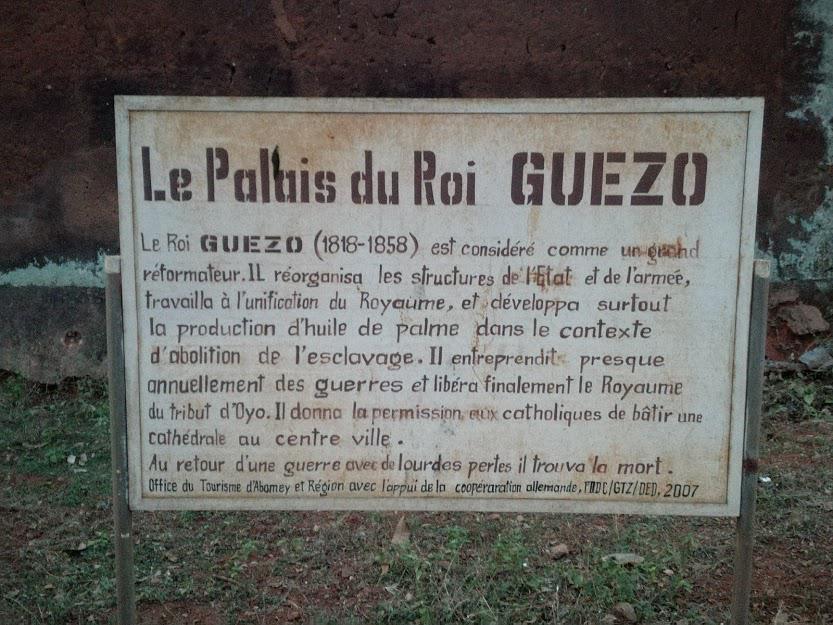 Le Palais du Roi GUEZO
Le Roi GUEZO (1818-1858) est considéré comme un grand
réformateur. IL réorganisa les structures de l'Etat et de l'armée,
travailla à l'unification du Royaume, et développa surtout
la production d'huile de palme dans le contexte
d'abolition de l'esclavage. Il entreprendit presque
annuellement des guerres et libéra finalement le Royaume
du tribut d'Oyo. Il donna la permission aux catholiques de bâtir une
cathédrale au centre ville.
Au retour d'une guerre avec de lourdes pertes il trouva la mort.
Office du Tourisme d'Abomey et Région avec l'appui de la coopéraration allemande, PRDC/GTZ/DED, 2007